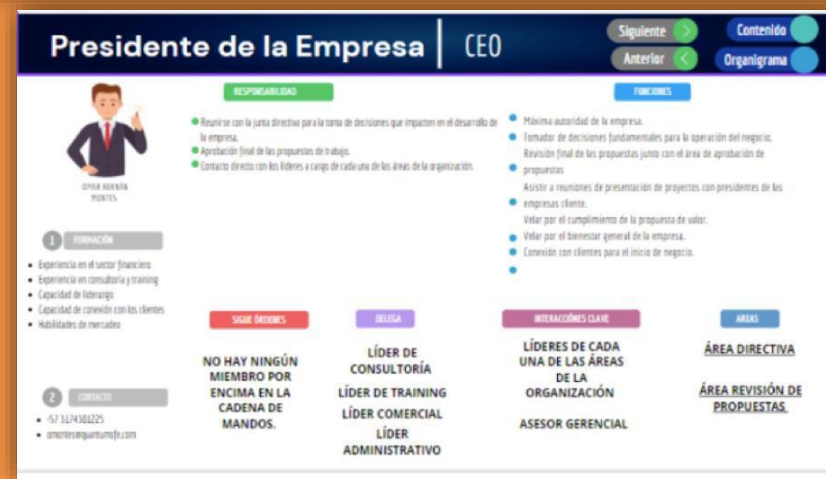 Presidente de la Empresa | CEO
Siguiente
Anterior
Contenido
Organigrama
OMAR HERNÁN
MONTES
1 FORMACIÓN
Experiencia en el sector financiero
Experiencia en consultoría y training
Capacidad de liderazgo
Capacidad de conexión con los clientes
Habilidades de mercadeo
2 CONTACTO
+57 3174301225
omontes@quantumsfe.com
RESPONSABILIDAD
Reunirse con la junta directiva para la toma de decisiones que impacten en el desarrollo de
la empresa.
Aprobación final de las propuestas de trabajo.
Contacto directo con los líderes a cargo de cada una de las áreas de la organización.
FUNCIONES
Máxima autoridad de la empresa.
Tomador de decisiones fundamentales para la operación del negocio.
Revisión final de las propuestas junto con el área de aprobación de
propuestas
Asistir a reuniones de presentación de proyectos con presidentes de las
empresas cliente.
Velar por el cumplimiento de la propuesta de valor.
Velar por el bienestar general de la empresa.
Conexión con clientes para el inicio de negocio.
SIGUE ÓRDENES
NO HAY NINGÚN
MIEMBRO POR
ENCIMA EN LA
CADENA DE
MANDOS.
DELEGA
LÍDER DE
CONSULTORÍA
LÍDER DE TRAINING
LÍDER COMERCIAL
LÍDER
ADMINISTRATIVO
INTERACCIÓNES CLAVE
LÍDERES DE CADA
UNA DE LAS ÁREAS
DE LA
ORGANIZACIÓN
ASESOR GERENCIAL
AREAS
ÁREA DIRECTIVA
ÁREA REVISIÓN DE
PROPUESTAS